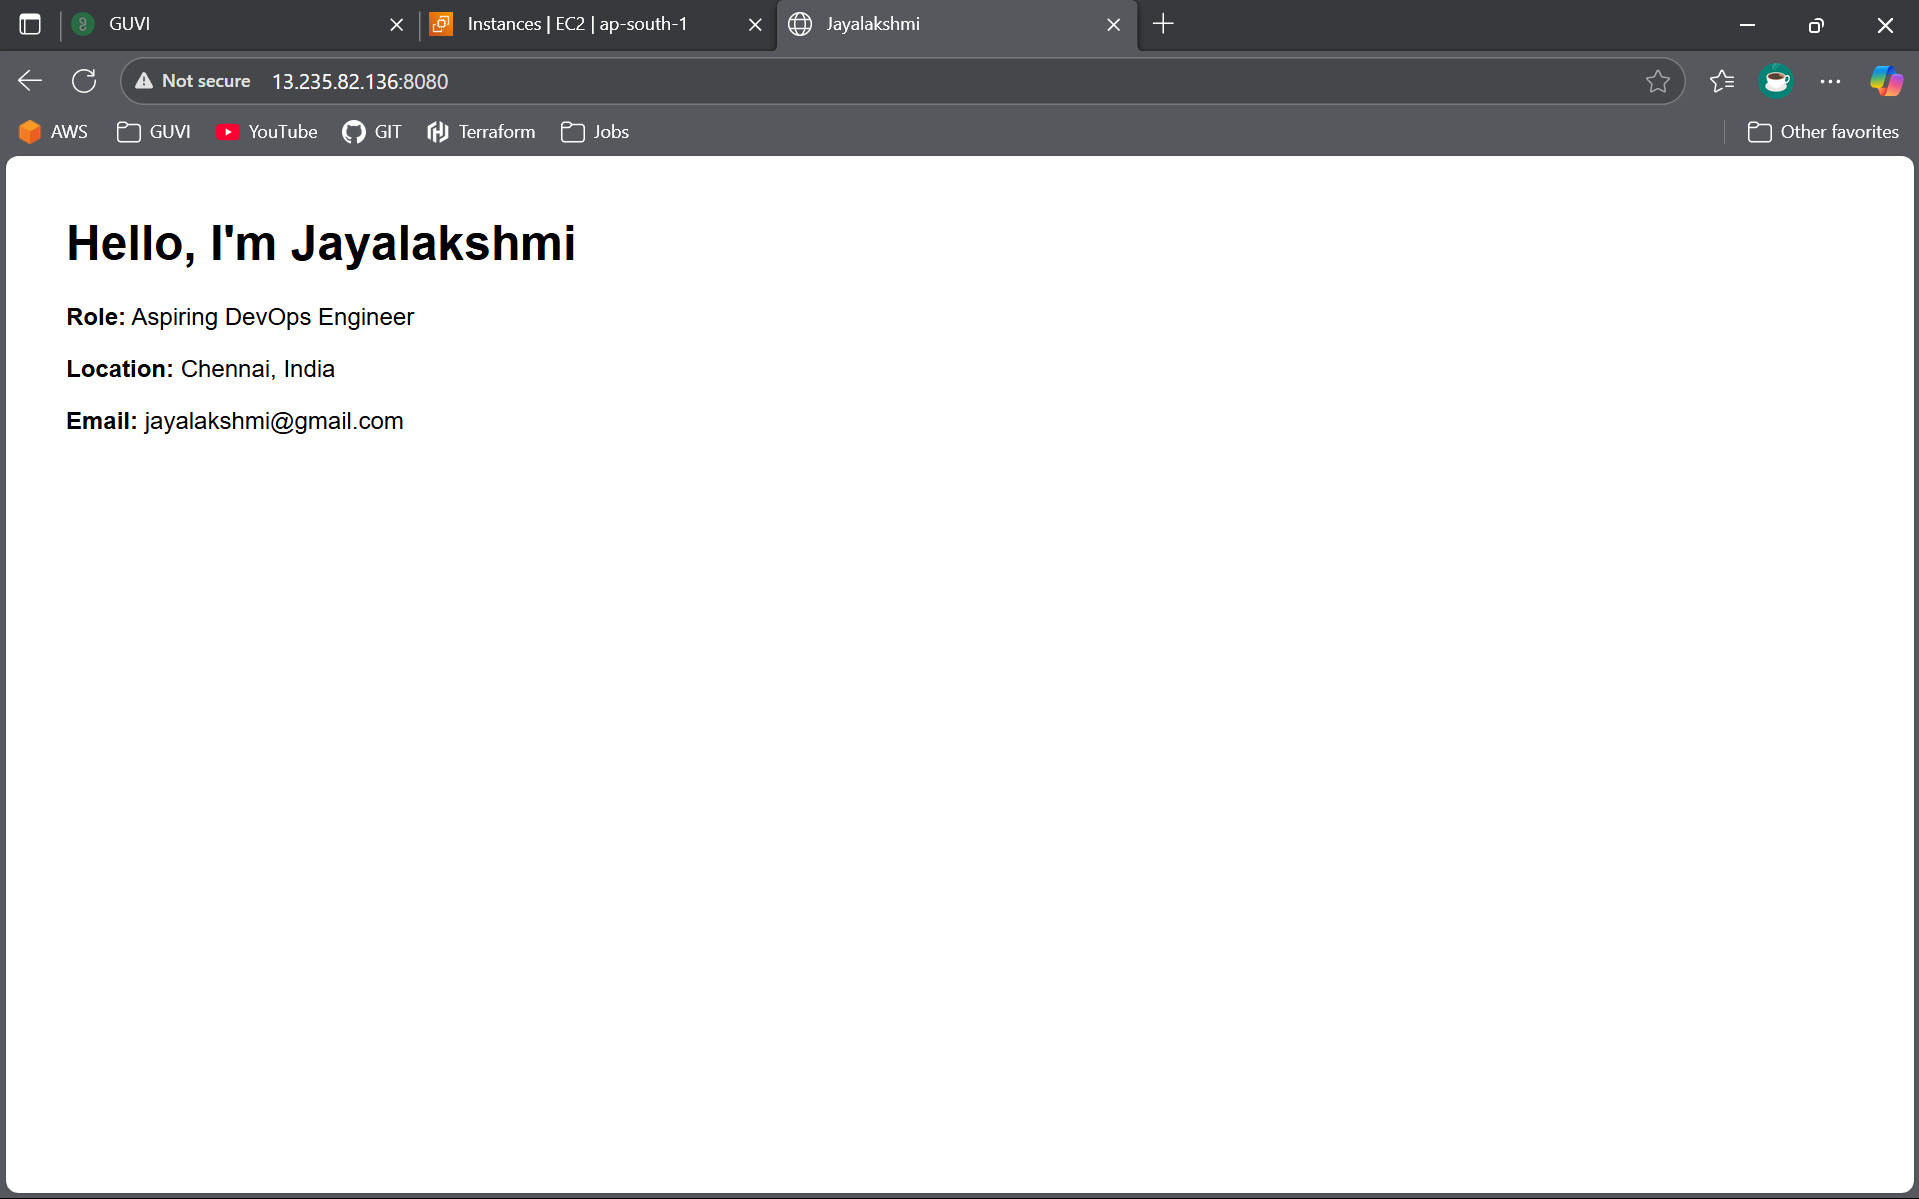 GUVI
Instances | EC2 | ap-south-1
Jayalakshmi
Not secure 13.235.82.136:8080
AWS GUVI YouTube GIT Terraform Jobs Other favorites
Hello, I'm Jayalakshmi
Role: Aspiring DevOps Engineer
Location: Chennai, India
Email: jayalakshmi@gmail.com